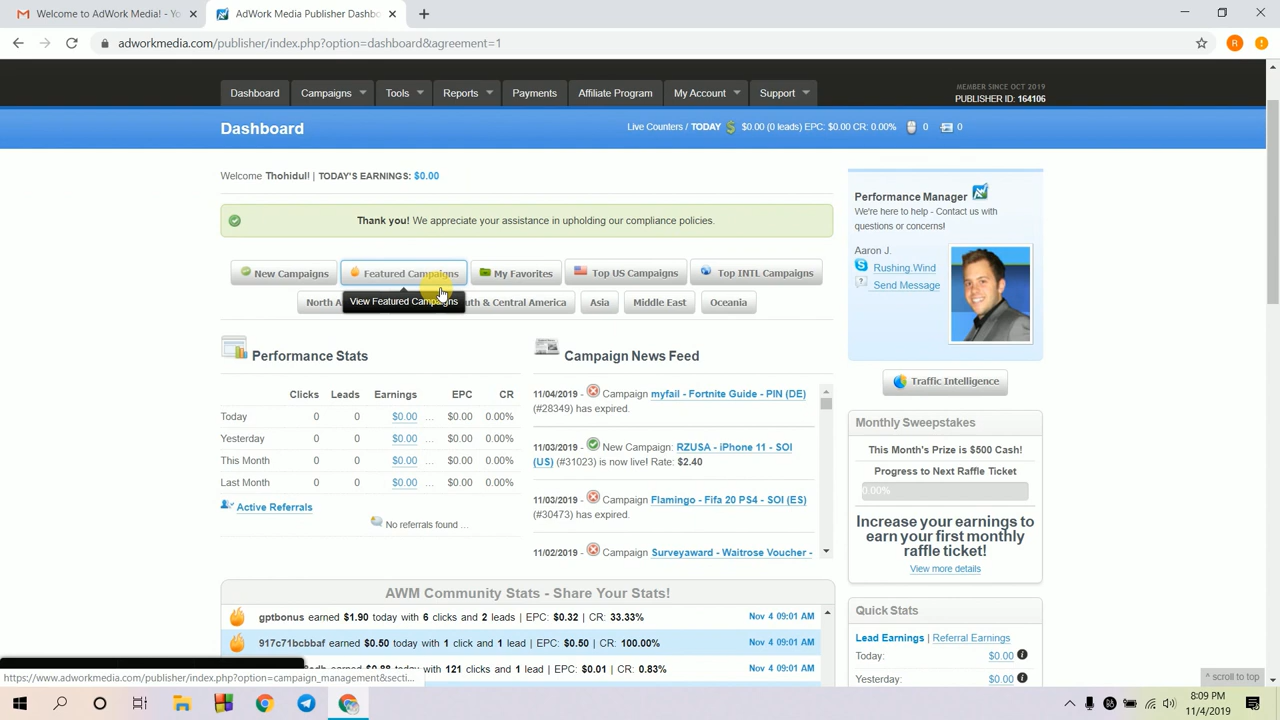 Welcome to AdWork Media! - Yo
AdWork Media Publisher Dashbo
adworkmedia.com/publisher/index.php?option=dashboard&agreement=1
R
MEMBER SINCE OCT 2019
Dashboard Campaigns Tools Reports Payments Affiliate Program My Account Support
PUBLISHER ID: 164106
Dashboard
Live Counters / TODAY $0.00 (0 leads) EPC: $0.00 CR: 0.00% 0 0
Welcome Thohidul! | TODAY'S EARNINGS: $0.00
Thank you! We appreciate your assistance in upholding our compliance policies.
New Campaigns Featured Campaigns My Favorites Top US Campaigns Top INTL Campaigns
North A View Featured Campaigns uth & Central America Asia Middle East Oceania
Performance Stats
Clicks Leads Earnings EPC CR
Today 0 0 $0.00 ... $0.00 0.00%
Yesterday 0 0 $0.00 ... $0.00 0.00%
This Month 0 0 $0.00 ... $0.00 0.00%
Last Month 0 0 $0.00 ... $0.00 0.00%
Active Referrals
No referrals found ...
Campaign News Feed
11/04/2019 - Campaign myfail - Fortnite Guide - PIN (DE)
(#28349) has expired.
11/03/2019 - New Campaign: RZUSA - iPhone 11 - SOI
(US) (#31023) is now live! Rate: $2.40
11/03/2019 - Campaign Flamingo - Fifa 20 PS4 - SOI (ES)
(#30473) has expired.
11/02/2019 - Campaign Surveyaward - Waitrose Voucher -
AWM Community Stats - Share Your Stats!
gptbonus earned $1.90 today with 6 clicks and 2 leads | EPC: $0.32 | CR: 33.33% Nov 4 09:01 AM
917c71bcbbaf earned $0.50 today with 1 click and 1 lead | EPC: $0.50 | CR: 100.00% Nov 4 09:01 AM
earned $0.88 today with 121 clicks and 1 lead | EPC: $0.01 | CR: 0.83% Nov 4 09:01 AM
Performance Manager
We're here to help - Contact us with
questions or concerns!
Aaron J.
Rushing.Wind
Send Message
Traffic Intelligence
Monthly Sweepstakes
This Month's Prize is $500 Cash!
Progress to Next Raffle Ticket
0.00%
Increase your earnings to
earn your first monthly
raffle ticket!
View more details
Quick Stats
Lead Earnings | Referral Earnings
Today: $0.00
Yesterday: $0.00
^ scroll to top
https://www.adworkmedia.com/publisher/index.php?option=campaign_management&secti...
8:09 PM
11/4/2019